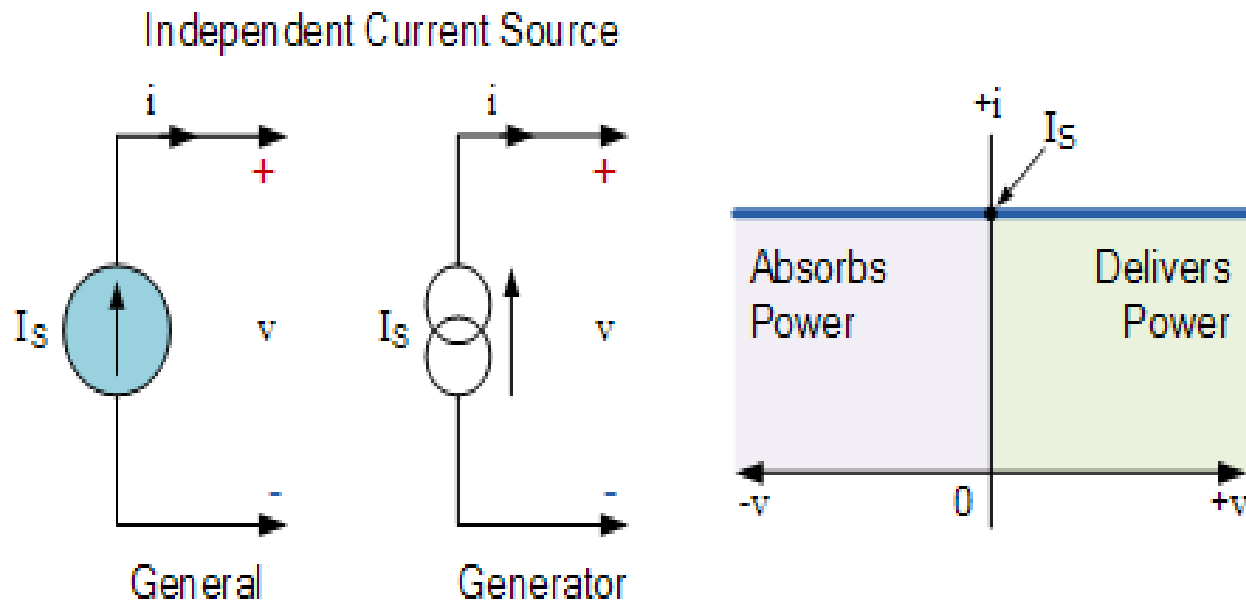 Independent Current Source
i
+
Is
v
-
General
i
+
Is
v
-
Generator
+i
Is
Absorbs
Power
Delivers
Power
-v
0
+v